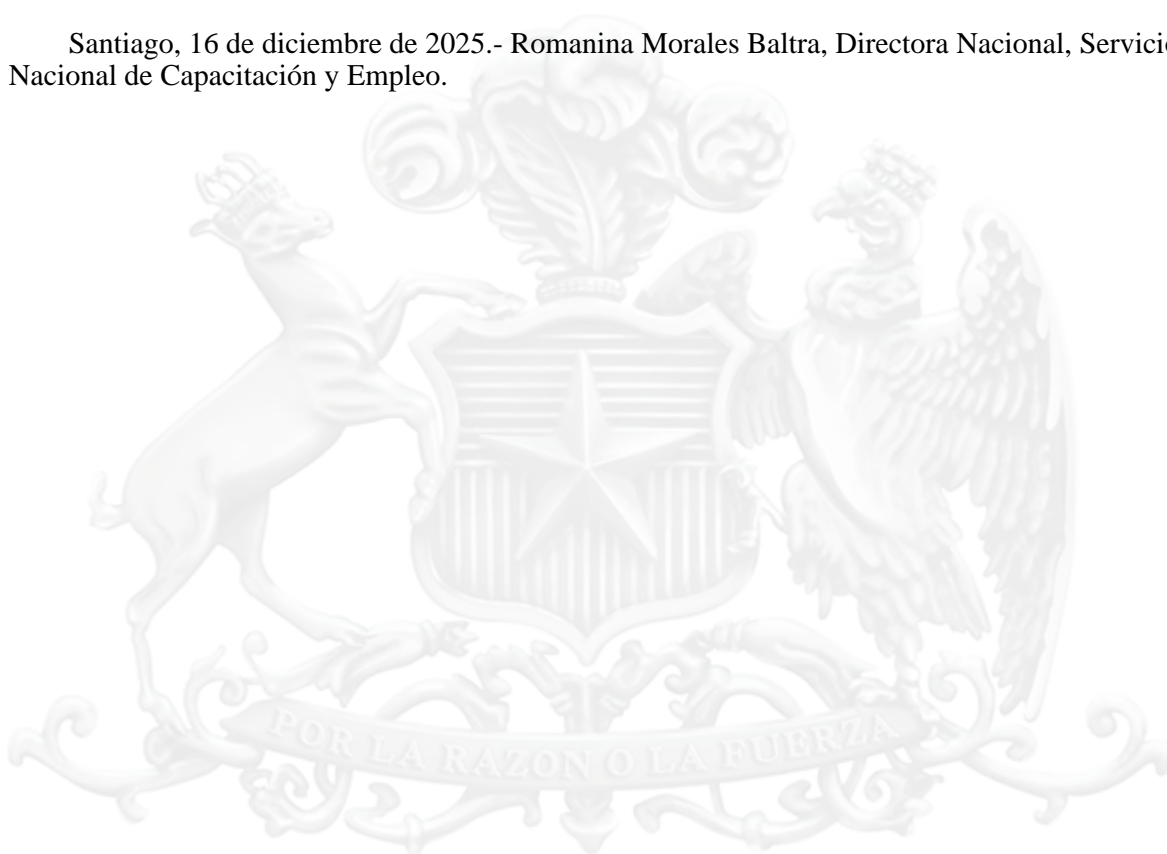 Santiago, 16 de diciembre de 2025.- Romanina Morales Baltra, Directora Nacional, Servicio
Nacional de Capacitación y Empleo.
POR LA RAZON O LA FUERZA